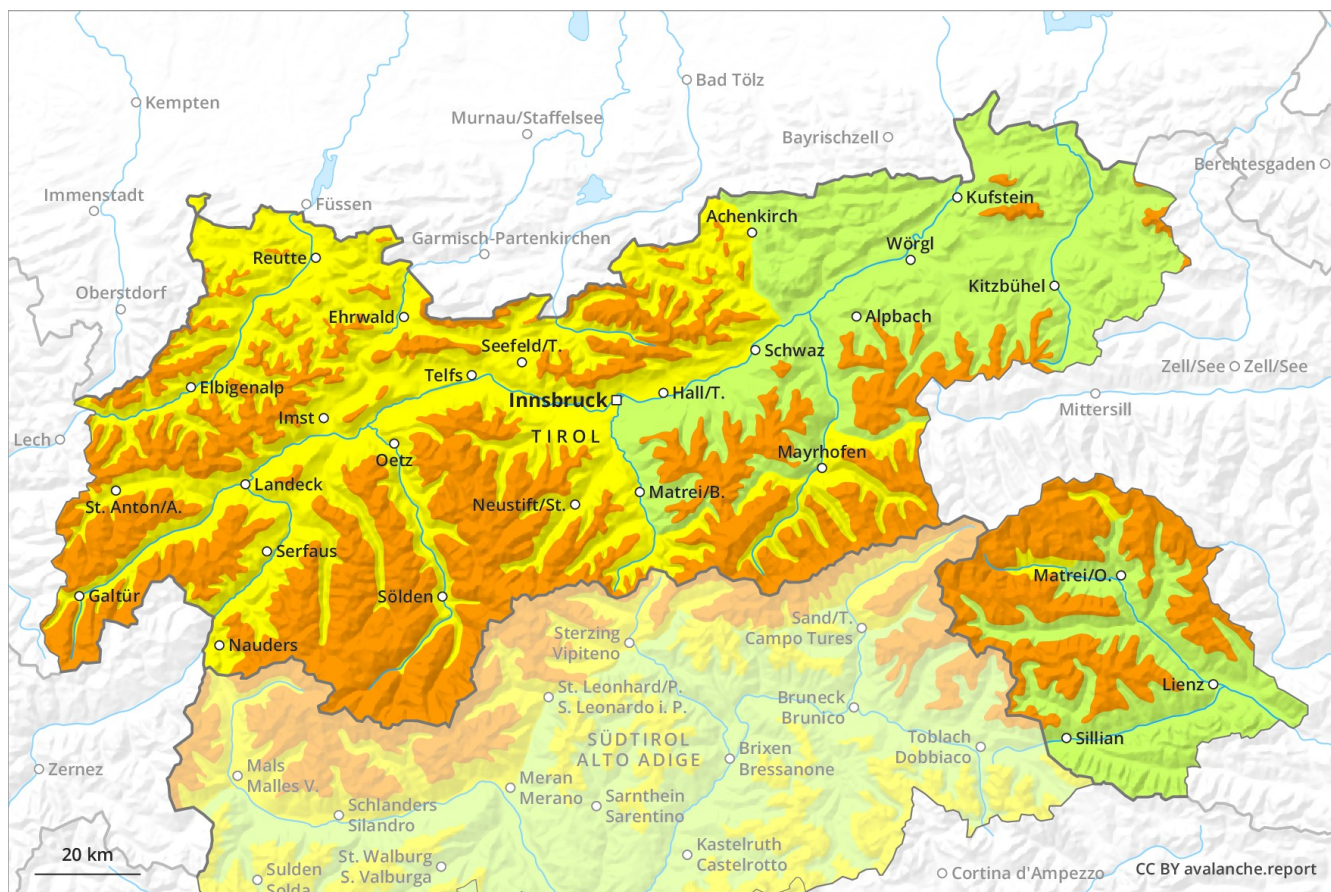 Kempten
Bad Tölz
Murnau/Staffelsee
Bayrischzell
Berchtesgaden
Immenstadt
Füssen
Kufstein
Achenkirch
Garmisch-Partenkirchen
Wörgl
Reutte
Kitzbühel
Oberstdorf
Ehrwald
Alpbach
Seefeld/T.
Schwaz
Zell/See
Zell/See
Telfs
Elbigenalp
Hall/T.
Innsbruck
Mittersill
Imst
Lech
TIROL
Mayrhofen
Oetz
Landeck
Matrei/B.
St. Anton/A.
Neustift/St.
Serfaus
Matrei/O.
Galtür
Sölden
Sand/T.
Campo Tures
Sterzing
Vipiteno
Nauders
Lienz
St. Leonhard/P.
S. Leonardo i. P.
Bruneck
Brunico
SÜDTIROL
ALTO ADIGE
Toblach
Dobbiaco
Sillian
Brixen
Bressanone
Zernez
Mals
Malles V.
Meran
Merano
Sarnthein
Sarentino
Schlanders
Silandro
20 km
St. Walburg
S. Valburga
Kastelruth
Castelrotto
Sulden
Solda
Cortina d'Ampezzo
CC BY avalanche.report